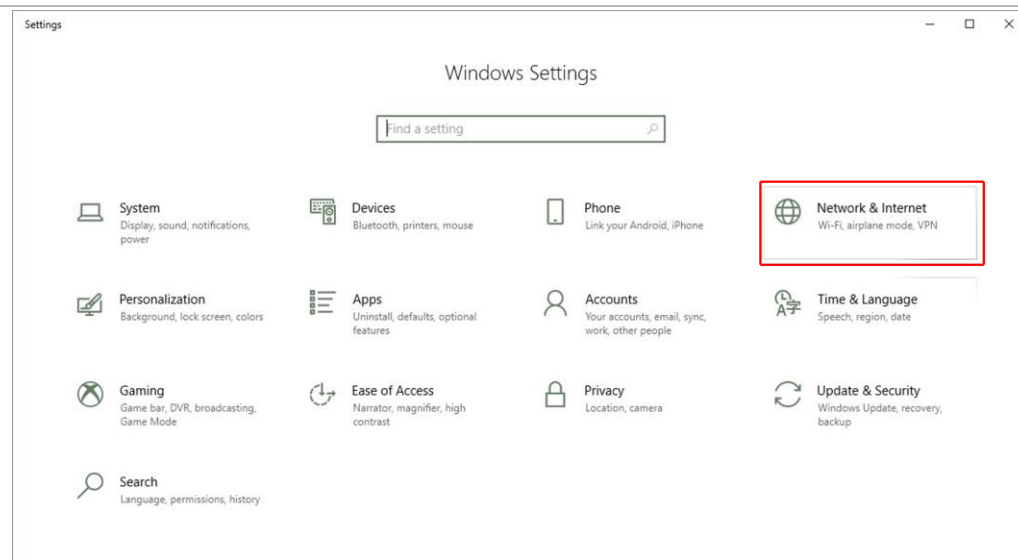 Settings
Windows Settings
Find a setting
System
Display, sound, notifications,
power
Devices
Bluetooth, printers, mouse
Phone
Link your Android, iPhone
Network & Internet
Wi-Fi, airplane mode, VPN
Personalization
Background, lock screen, colors
Apps
Uninstall, defaults, optional
features
Accounts
Your accounts, email, sync,
work, other people
Time & Language
Speech, region, date
Gaming
Game bar, DVR, broadcasting,
Game Mode
Ease of Access
Narrator, magnifier, high
contrast
Privacy
Location, camera
Update & Security
Windows Update, recovery,
backup
Search
Language, permissions, history